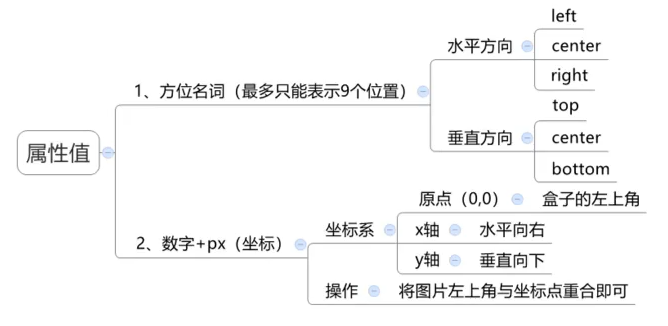 属性值
1、方位名词（最多只能表示9个位置）
水平方向
left
center
right
垂直方向
top
center
bottom
2、数字+px（坐标）
坐标系
原点（0,0） 盒子的左上角
x轴 水平向右
y轴 垂直向下
操作 将图片左上角与坐标点重合即可